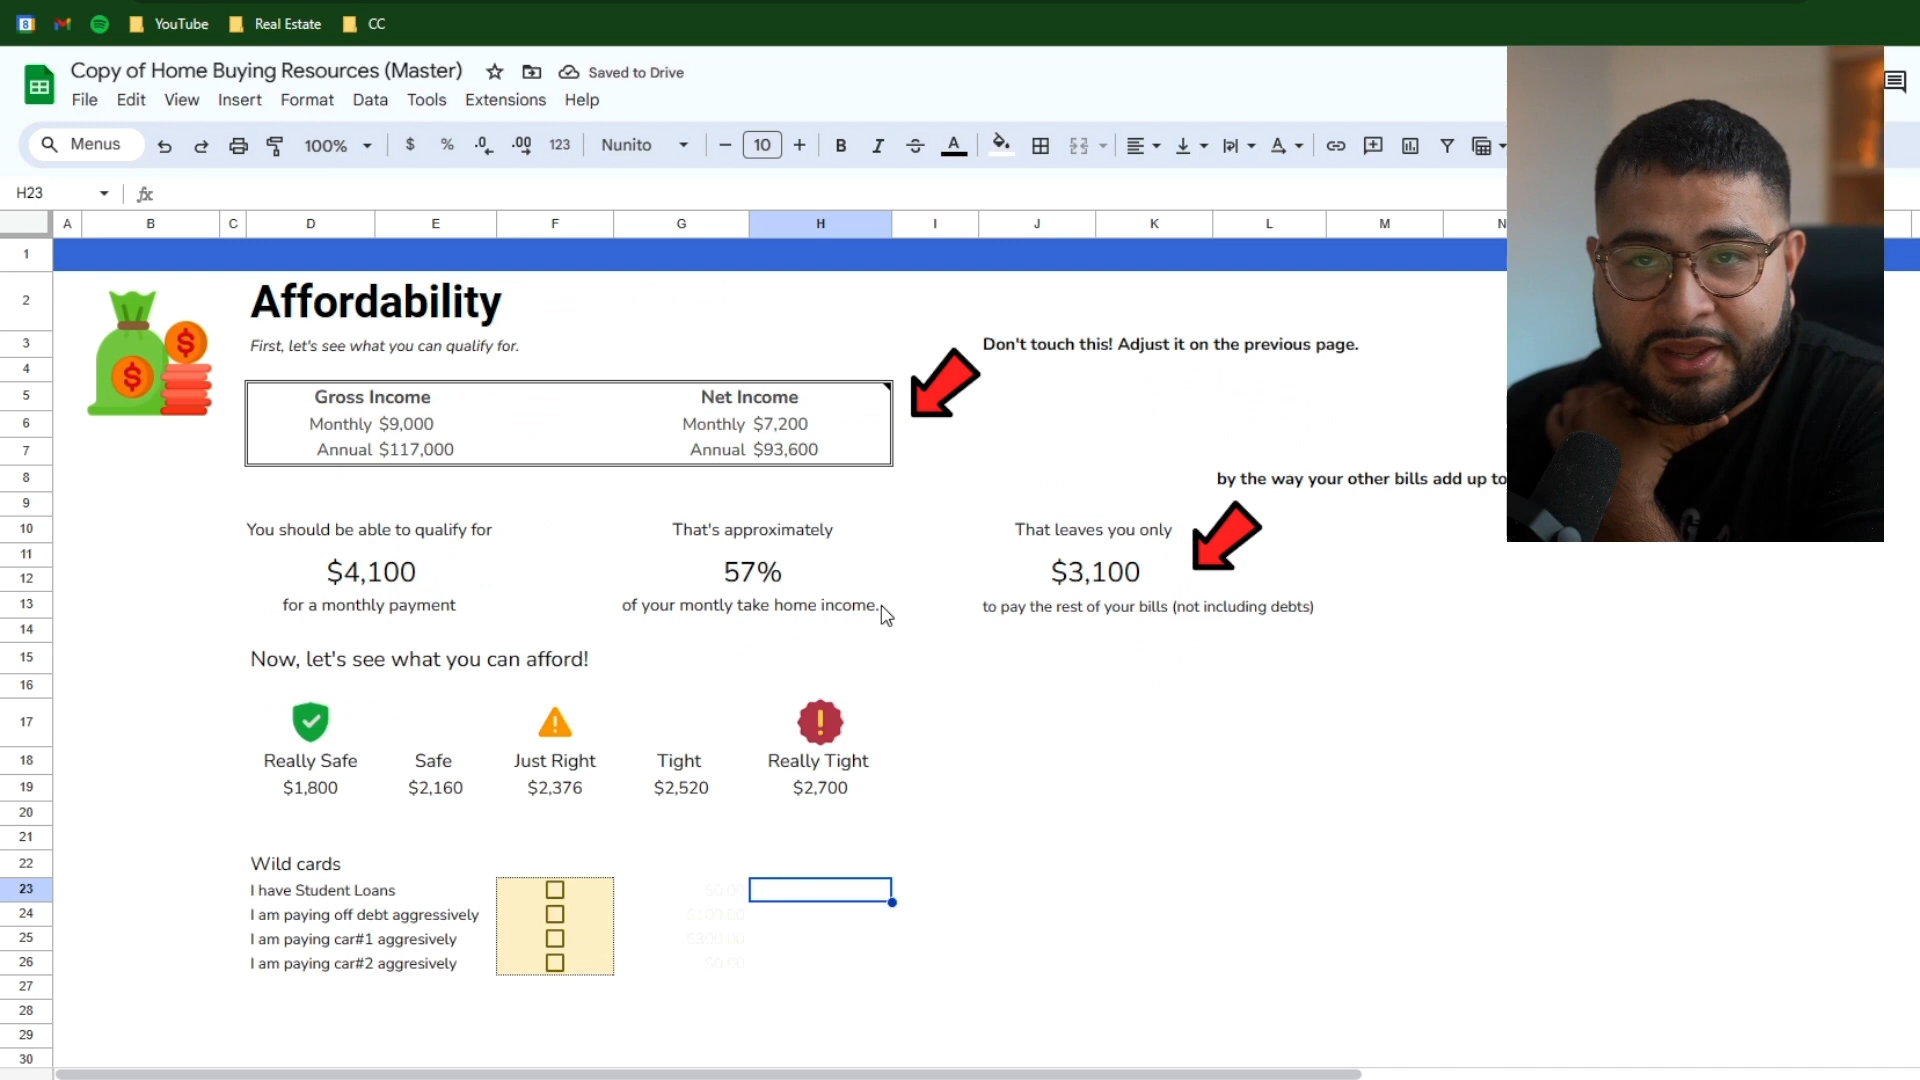 8 YouTube Real Estate CC
Copy of Home Buying Resources (Master) Saved to Drive
File Edit View Insert Format Data Tools Extensions Help
Menus 100% $ % .0 .00 123 Nunito 10 B I A
H23 fx
A B C D E F G H I J K L M N
1
2 Affordability
3 First, let's see what you can qualify for. Don't touch this! Adjust it on the previous page.
4
5 Gross Income Net Income
6 Monthly $9,000 Monthly $7,200
7 Annual $117,000 Annual $93,600
8 by the way your other bills add up to
9
10 You should be able to qualify for That's approximately That leaves you only
11
12 $4,100 57% $3,100
13 for a monthly payment of your montly take home income. to pay the rest of your bills (not including debts)
14
15 Now, let's see what you can afford!
16
17
18 Really Safe Safe Just Right Tight Really Tight
19 $1,800 $2,160 $2,376 $2,520 $2,700
20
21
22 Wild cards
23 I have Student Loans $0.00
24 I am paying off debt aggressively $100.00
25 I am paying car#1 aggresively $300.00
26 I am paying car#2 aggresively $0.00
27
28
29
30